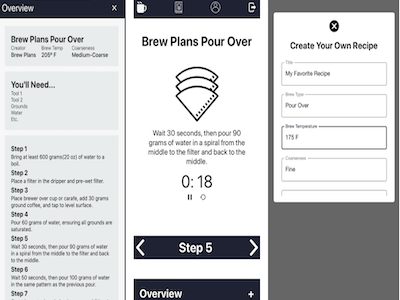 Overview ×
Brew Plans Pour Over
Creator Brew Temp Coarseness
Brew Plans 205º F Medium-Coarse
You'll Need...
Tool 1
Tool 2
Grounds
Water
Etc.
Step 1
Bring at least 600 grams(20 oz) of water to a
boil.
Step 2
Place a filter in the dripper and pre-wet filter.
Step 3
Place brewer over cup or carafe, add 30 grams
ground coffee, and tap to level surface.
Step 4
Pour 60 grams of water, ensuring all grounds are
saturated.
Step 5
Wait 30 seconds, then pour 90 grams of water
in a spiral from the middle to the filter and back
to the middle.
Step 6
Wait 50 seconds, then pour 100 grams of water
in the same pattern as the previous pour.
Step 7
Brew Plans Pour Over
Wait 30 seconds, then pour 90
grams of water in a spiral from the
middle to the filter and back to the
middle.
0: 18
Step 5
Overview +
Create Your Own Recipe
Title
My Favorite Recipe
Brew Type
Pour Over
Brew Temperature
175 F
Coarseness
Fine